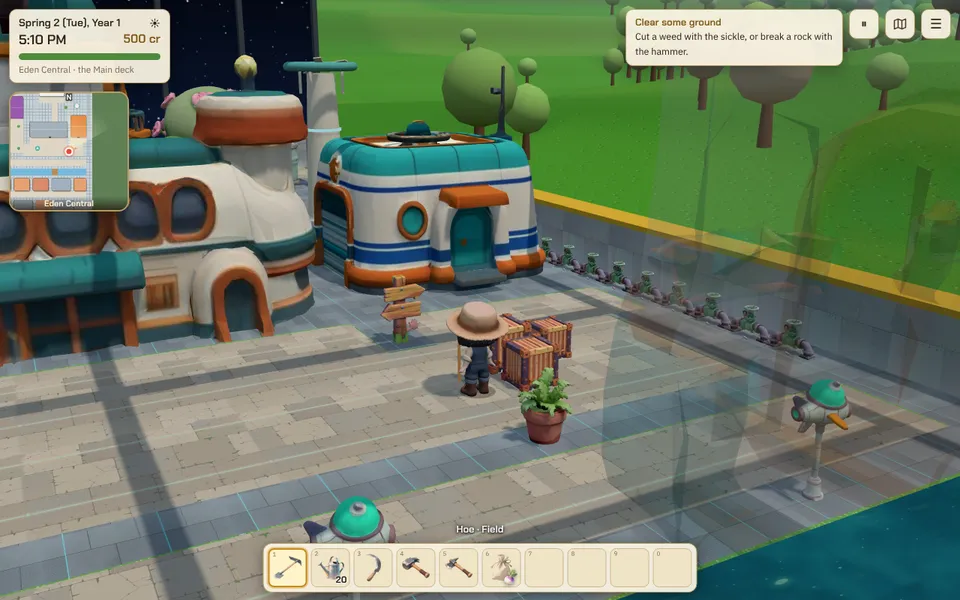 Spring 2 (Tue), Year 1
5:10 PM
500 cr
Eden Central · the Main deck
N
Eden Central
Clear some ground
Cut a weed with the sickle, or break a rock with
the hammer.
Hoe · Field
1
2
20
3
4
5
6
7
8
9
0